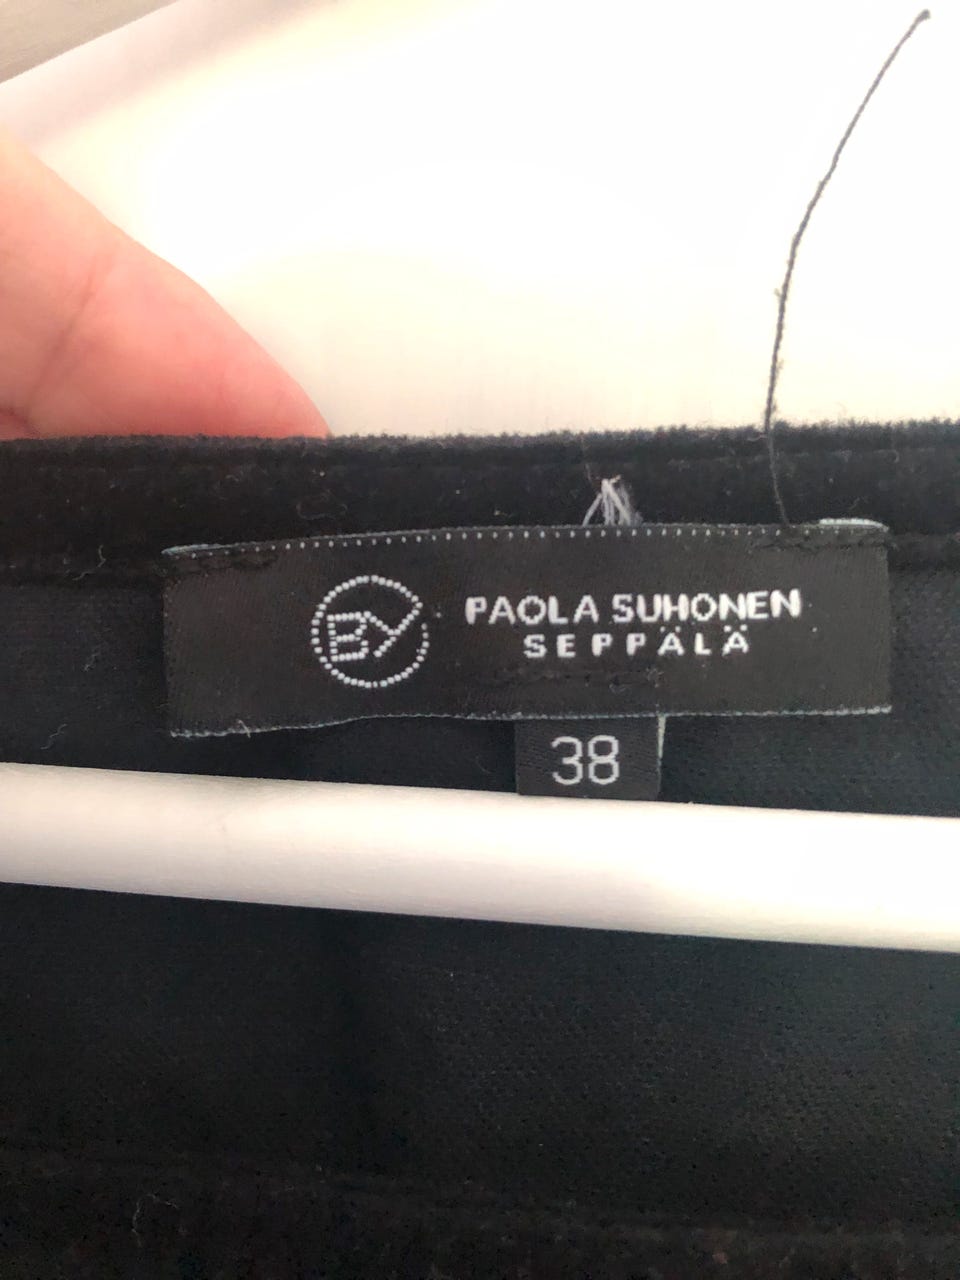 BY
PAOLA SUHONEN
SEPPÄLÄ
38